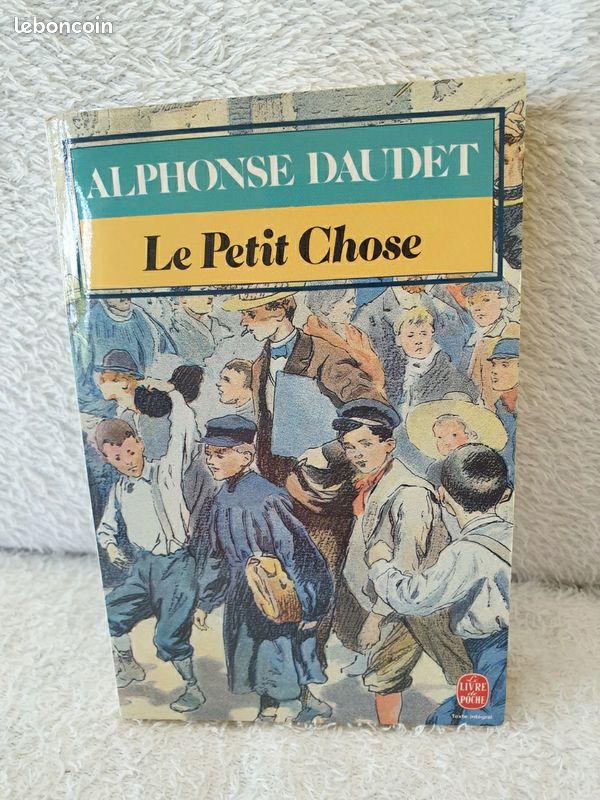 leboncoin
ALPHONSE DAUDET
Le Petit Chose
Le
LIVRE
de
POCHE
Texte intégral